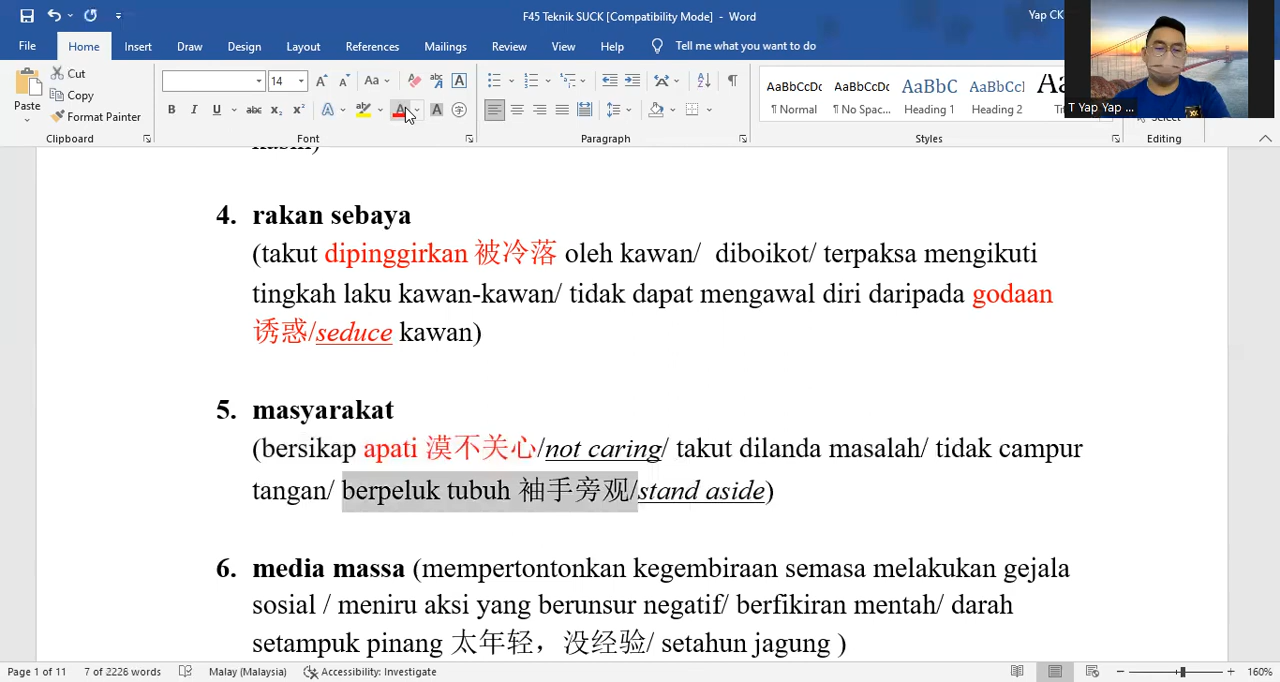 F45 Teknik SUCK [Compatibility Mode] - Word
Yap CK
File Home Insert Draw Design Layout References Mailings Review View Help Tell me what you want to do
Paste
Cut
Copy
Format Painter
14
Aa
AaBbCcDc AaBbCcDc AaBbC AaBbCcI
¶ Normal ¶ No Spac... Heading 1 Heading 2
T Yap Yap ...
Clipboard Font Paragraph Styles Editing
4. rakan sebaya
(takut dipinggirkan 被冷落 oleh kawan/ diboikot/ terpaksa mengikuti
tingkah laku kawan-kawan/ tidak dapat mengawal diri daripada godaan
诱惑/seduce kawan)
5. masyarakat
(bersikap apati 漠不关心/not caring/ takut dilanda masalah/ tidak campur
tangan/ berpeluk tubuh 袖手旁观/stand aside)
6. media massa (mempertontonkan kegembiraan semasa melakukan gejala
sosial / meniru aksi yang berunsur negatif/ berfikiran mentah/ darah
setampuk pinang 太年轻，没经验/ setahun jagung )
Page 1 of 11 7 of 2226 words Malay (Malaysia) Accessibility: Investigate 160%